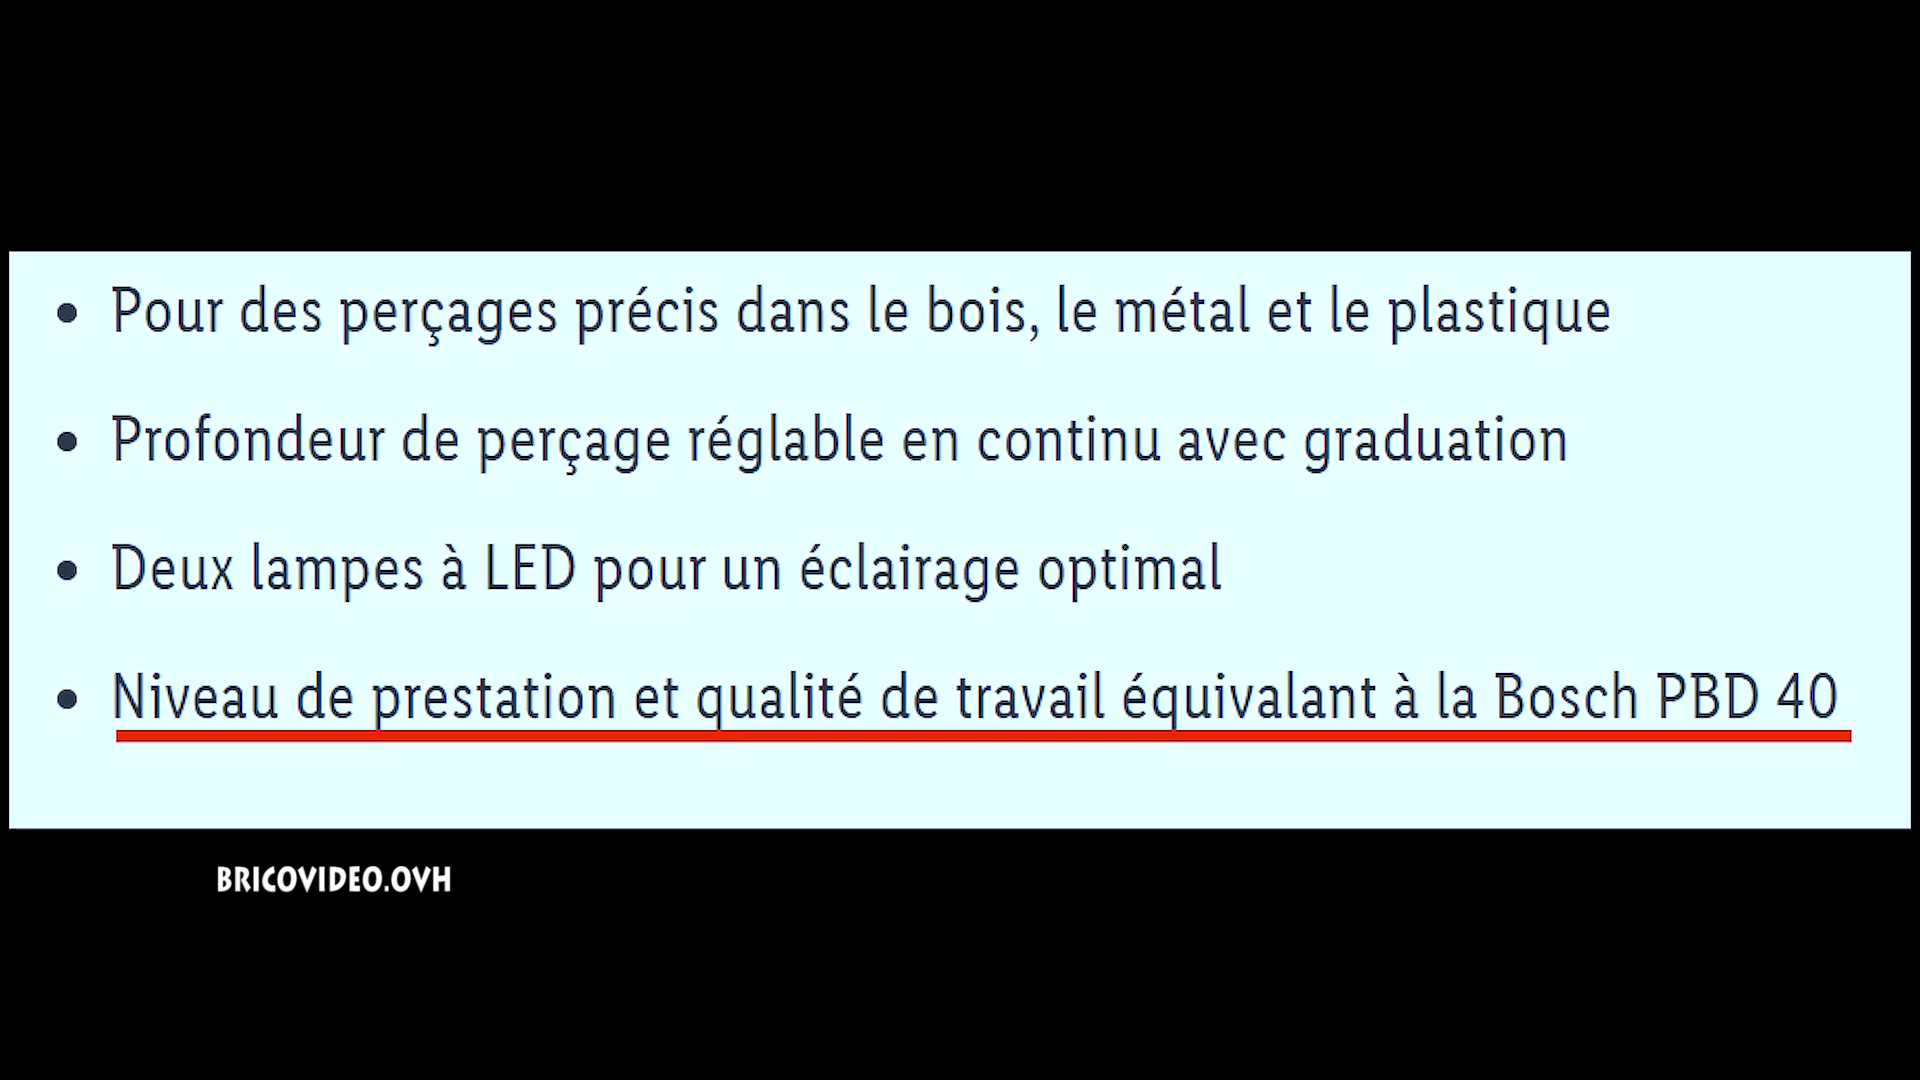 • Pour des perçages précis dans le bois, le métal et le plastique
• Profondeur de perçage réglable en continu avec graduation
• Deux lampes à LED pour un éclairage optimal
• Niveau de prestation et qualité de travail équivalant à la Bosch PBD 40
BRICOVIDEO.OVH